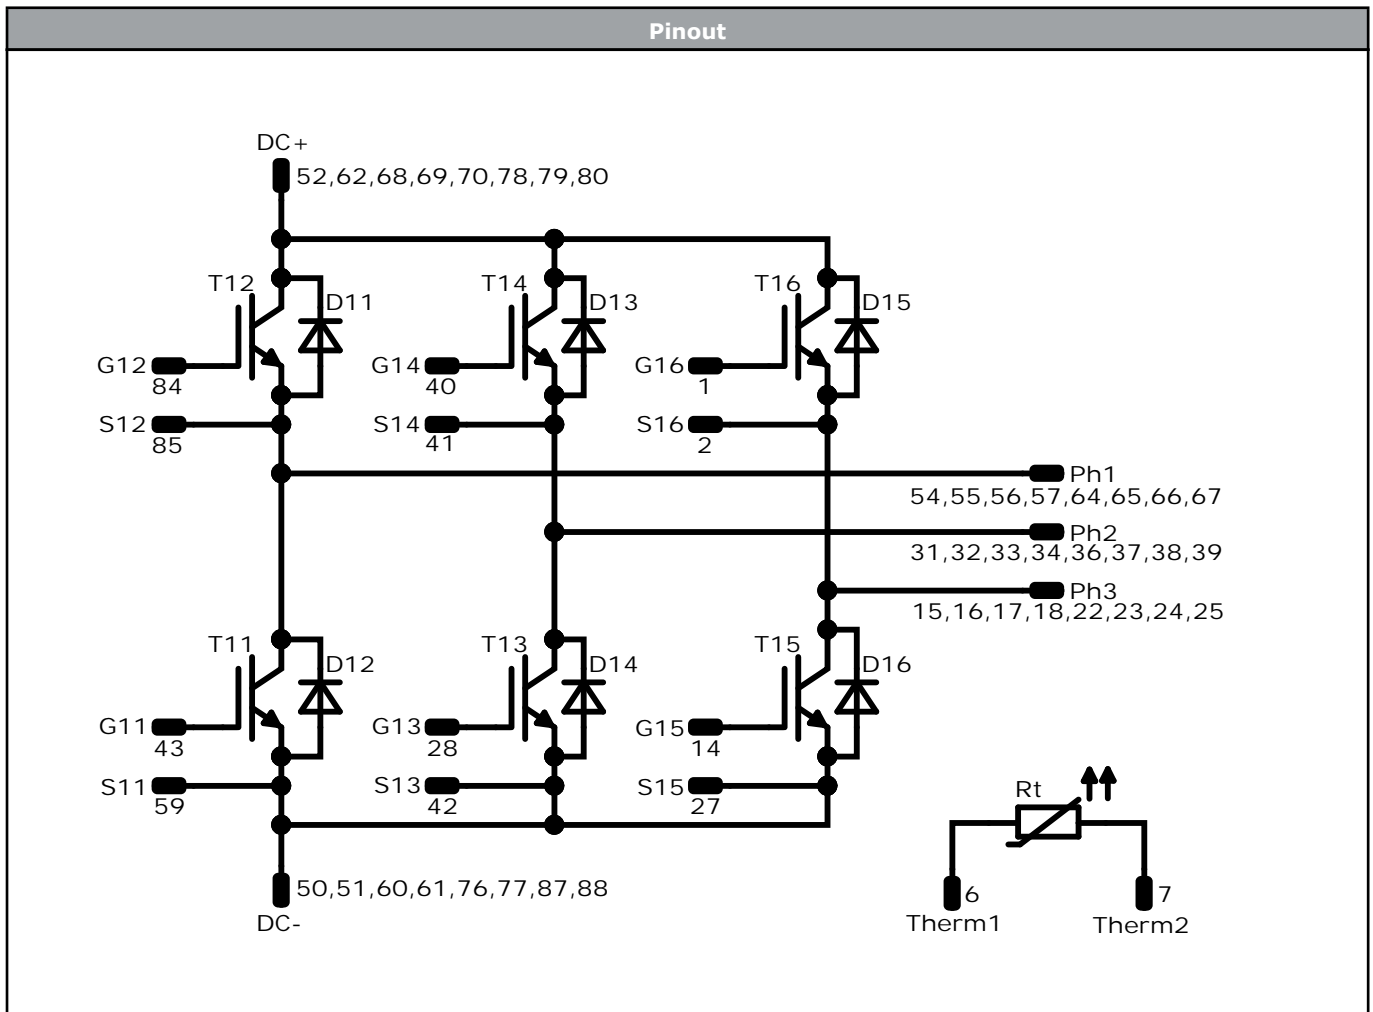 Pinout
DC+
52,62,68,69,70,78,79,80
T12
T14
T16
D11
D13
D15
G12
G14
G16
84
40
1
S12
S14
S16
85
41
2
Ph1
54,55,56,57,64,65,66,67
Ph2
31,32,33,34,36,37,38,39
Ph3
15,16,17,18,22,23,24,25
T11
T13
T15
D12
D14
D16
G11
G13
G15
43
28
14
S11
S13
S15
59
42
27
Rt
50,51,60,61,76,77,87,88
DC-
6
7
Therm1
Therm2